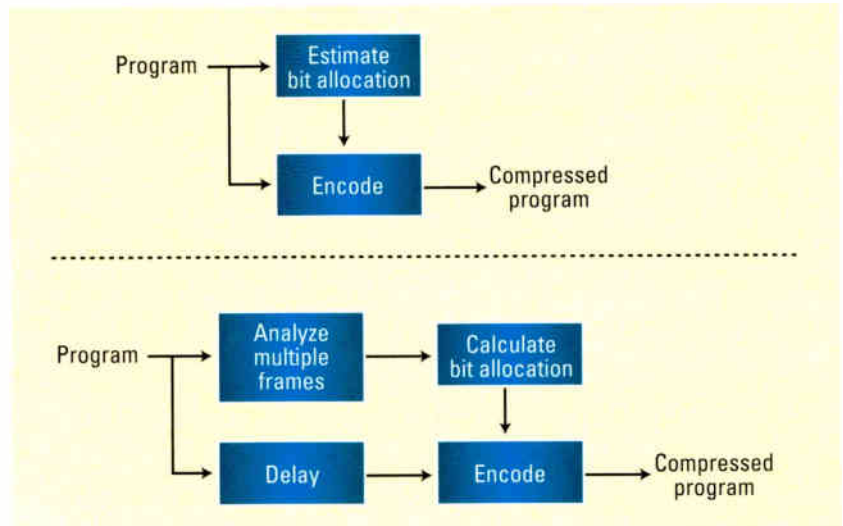 Program
Estimate
bit allocation
Encode
Compressed
program
Program
Analyze
multiple
frames
Calculate
bit allocation
Delay
Encode
Compressed
program